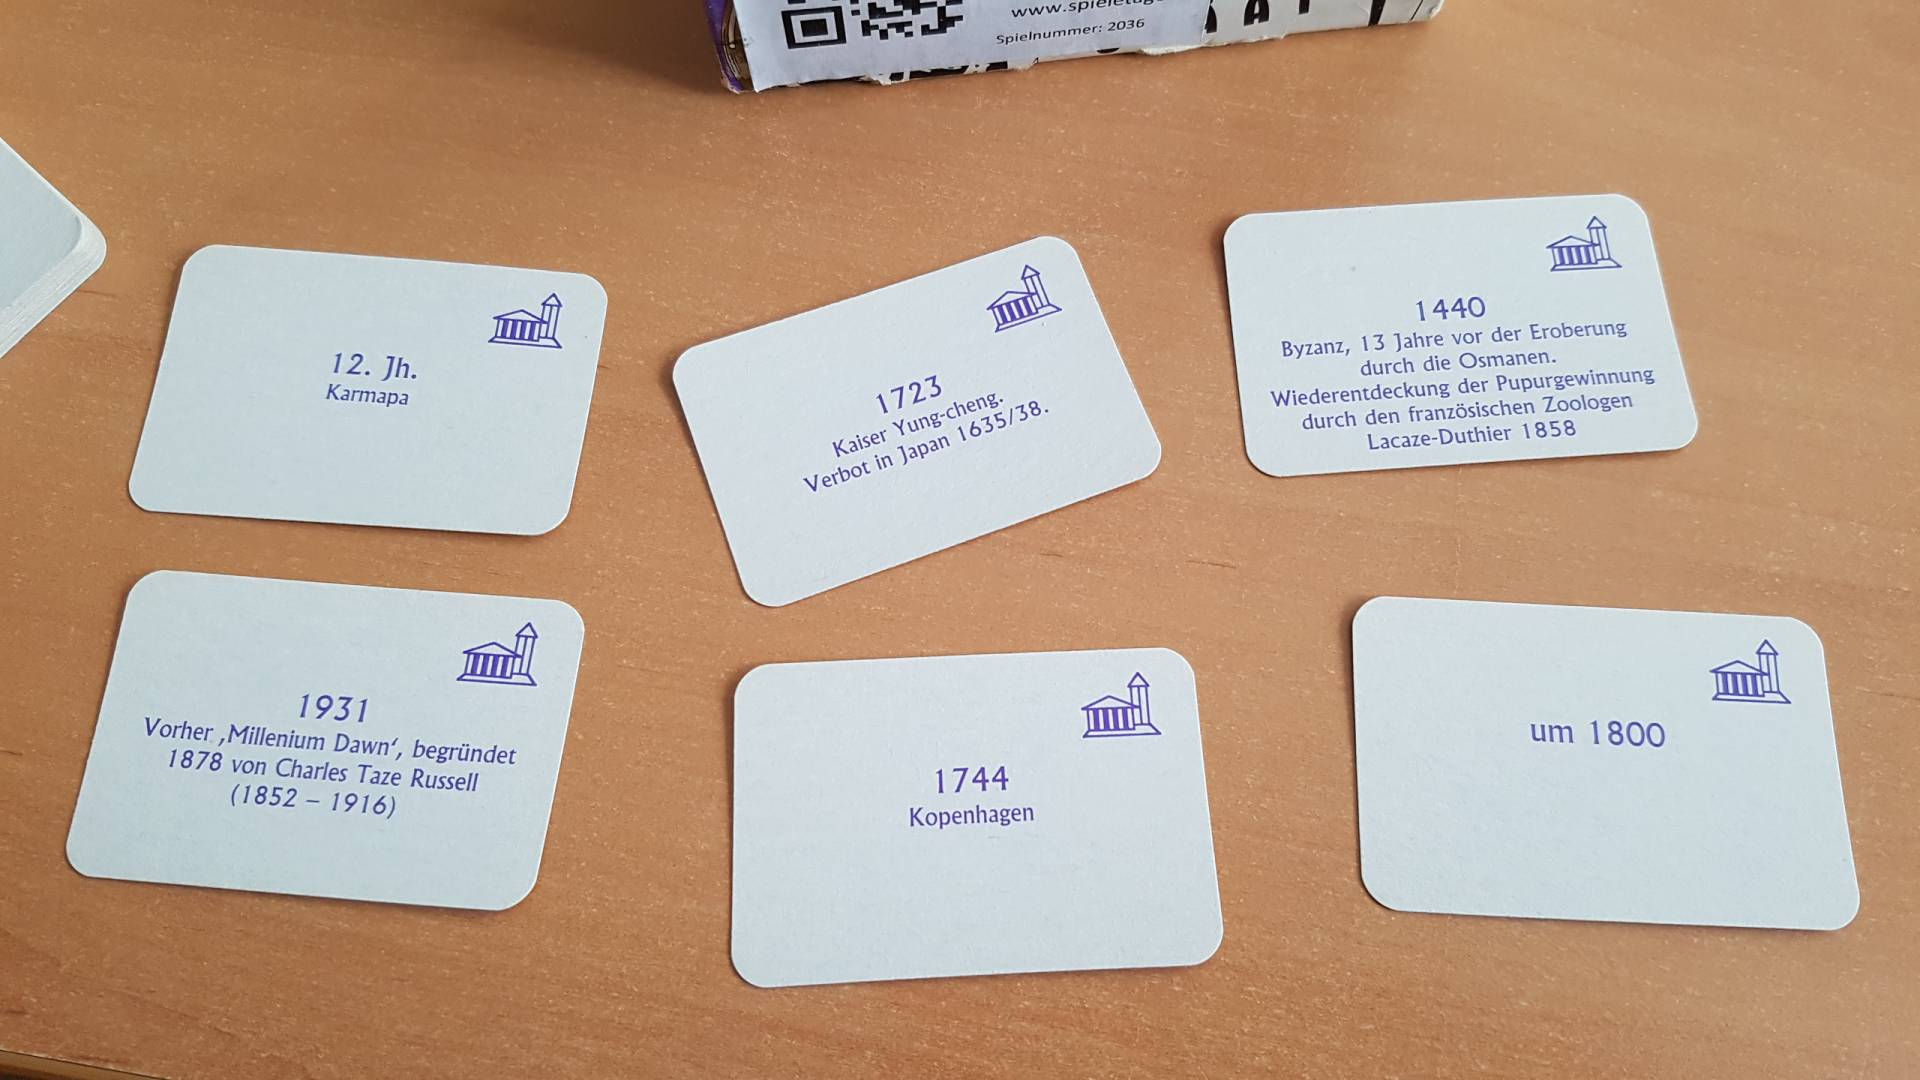 www.spieletag
Spielnummer: 2036
12. Jh.
Karmapa
1723
Kaiser Yung-cheng.
Verbot in Japan 1635/38.
1440
Byzanz, 13 Jahre vor der Eroberung
durch die Osmanen.
Wiederentdeckung der Pupurgewinnung
durch den französischen Zoologen
Lacaze-Duthier 1858
1931
Vorher ‚Millenium Dawn‘, begründet
1878 von Charles Taze Russell
(1852 – 1916)
1744
Kopenhagen
um 1800